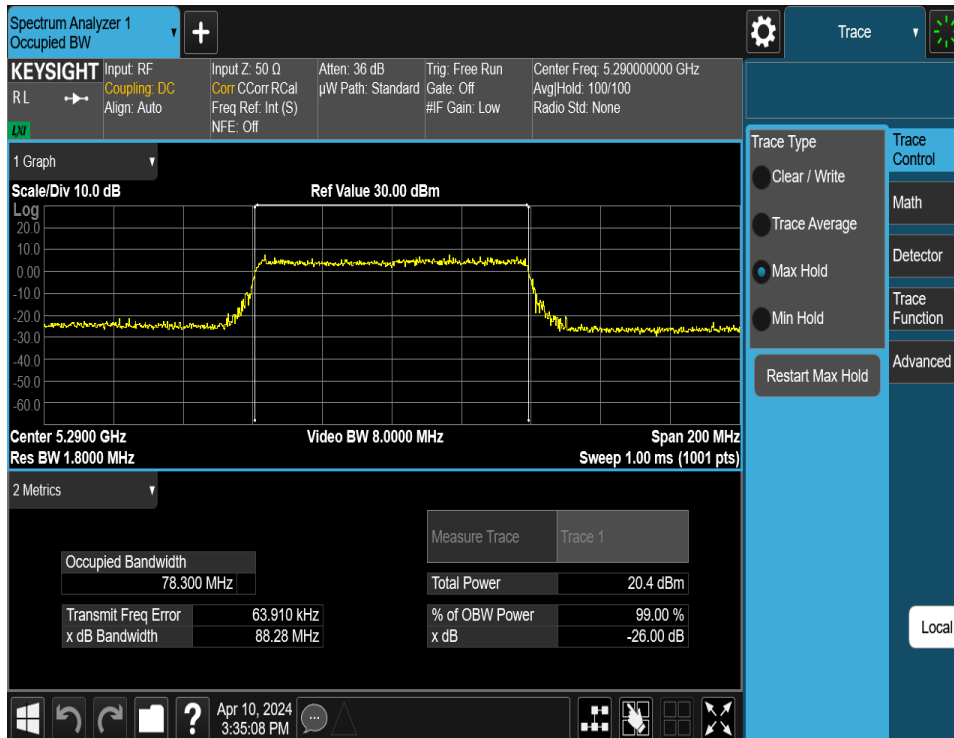 Spectrum Analyzer 1
Occupied BW
+
Trace
KEYSIGHT
R L
LXI
Input: RF
Coupling: DC
Align: Auto
Input Z: 50 Ω
Corr CCorr RCal
Freq Ref: Int (S)
NFE: Off
Atten: 36 dB
µW Path: Standard
Trig: Free Run
Gate: Off
#IF Gain: Low
Center Freq: 5.290000000 GHz
Avg|Hold: 100/100
Radio Std: None
1 Graph
Scale/Div 10.0 dB
Ref Value 30.00 dBm
Log
20.0
10.0
0.00
-10.0
-20.0
-30.0
-40.0
-50.0
-60.0
Center 5.2900 GHz
Video BW 8.0000 MHz
Span 200 MHz
Res BW 1.8000 MHz
Sweep 1.00 ms (1001 pts)
2 Metrics
Measure Trace
Trace 1
Occupied Bandwidth
78.300 MHz
Total Power
20.4 dBm
Transmit Freq Error
63.910 kHz
% of OBW Power
99.00 %
x dB Bandwidth
88.28 MHz
x dB
-26.00 dB
Trace Type
Clear / Write
Trace Average
Max Hold
Min Hold
Restart Max Hold
Trace
Control
Math
Detector
Trace
Function
Advanced
Local
?
Apr 10, 2024
3:35:08 PM